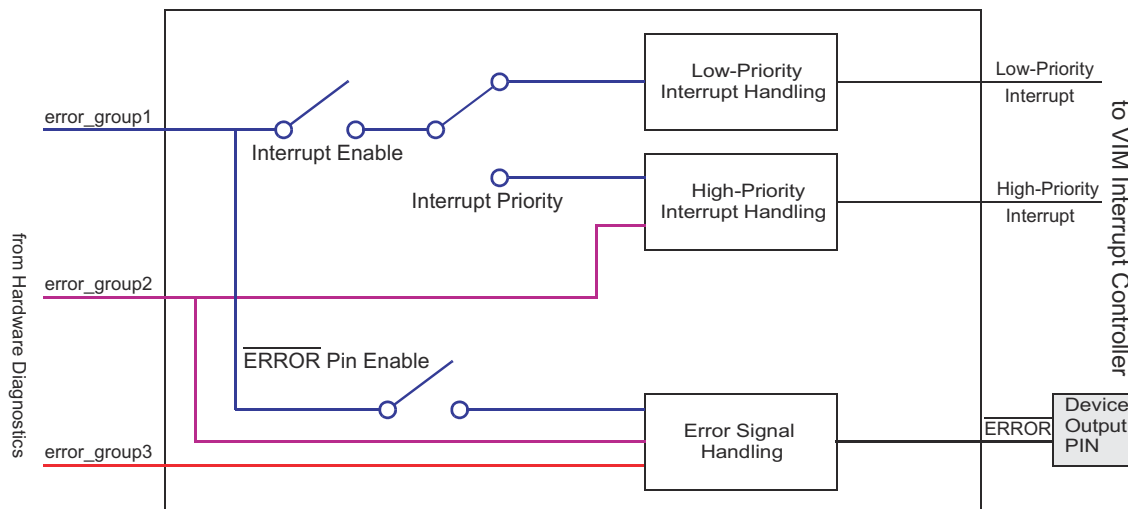 error_group1
Interrupt Enable
Interrupt Priority
Low-Priority
Interrupt Handling
High-Priority
Interrupt Handling
Low-Priority
Interrupt
High-Priority
Interrupt
to VIM Interrupt Controller
from Hardware Diagnostics
error_group2
ERROR Pin Enable
error_group3
Error Signal
Handling
ERROR
Device
Output
PIN